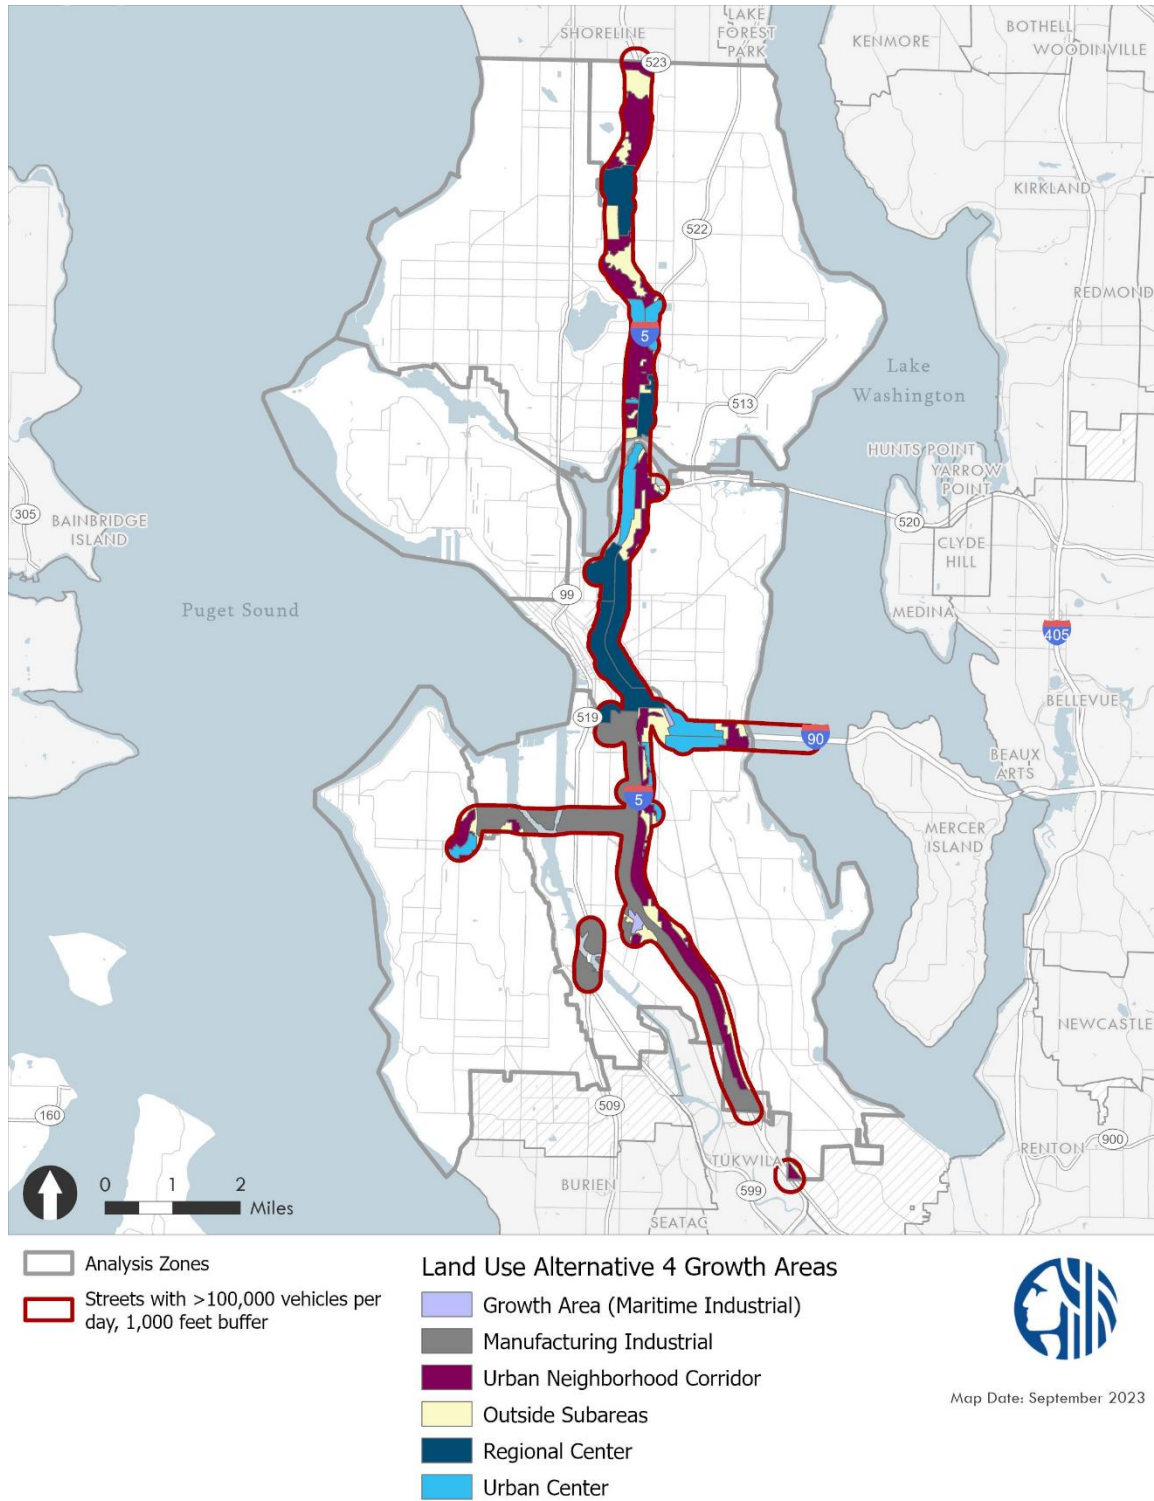 SHORELINE
LAKE
FOREST
PARK
BOTHELL
KENMORE
WOODINVILLE
523
KIRKLAND
522
REDMOND
5
Lake
Washington
513
HUNTS POINT
YARROW
POINT
305
BAINBRIDGE
ISLAND
520
CLYDE
HILL
99
Puget Sound
MEDINA
405
BELLEVUE
519
90
BEAUX
ARTS
5
MERCER
ISLAND
NEWCASTLE
160
509
RENTON
900
TUKWILA
599
BURIEN
SEATAC
0 1 2
Miles
Analysis Zones
Streets with >100,000 vehicles per
day, 1,000 feet buffer
Land Use Alternative 4 Growth Areas
Growth Area (Maritime Industrial)
Manufacturing Industrial
Urban Neighborhood Corridor
Outside Subareas
Regional Center
Urban Center
Map Date: September 2023